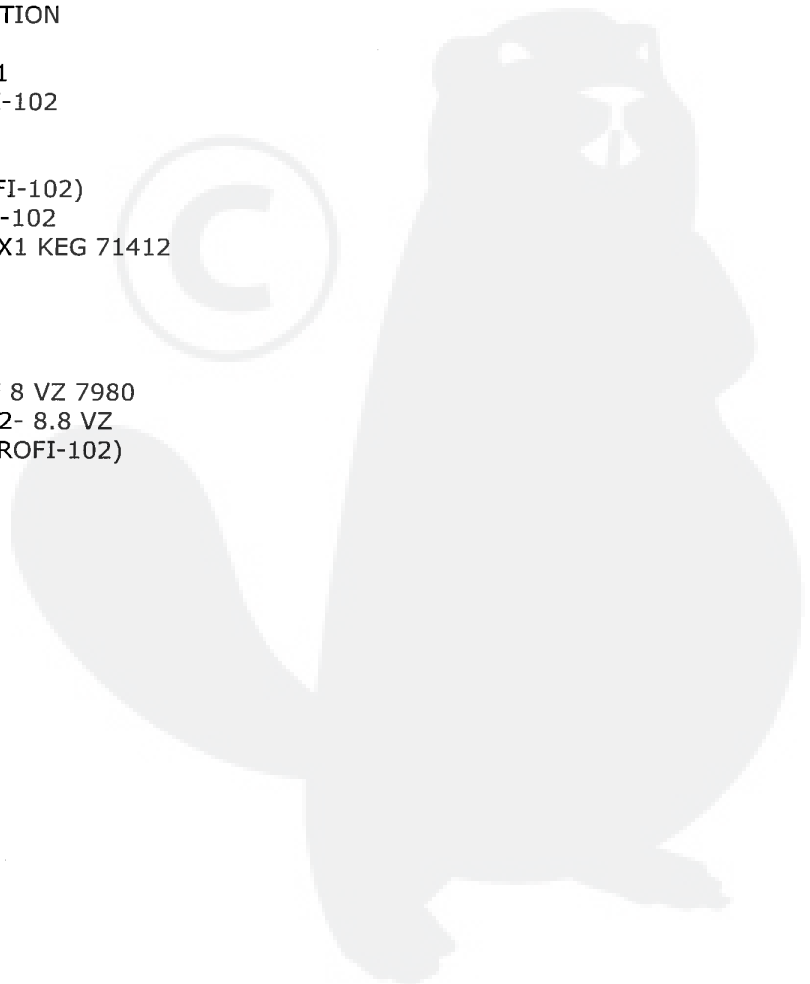 TION
1
-102
FI-102)
-102
X1 KEG 71412
8 VZ 7980
2- 8.8 VZ
ROFI-102)
©